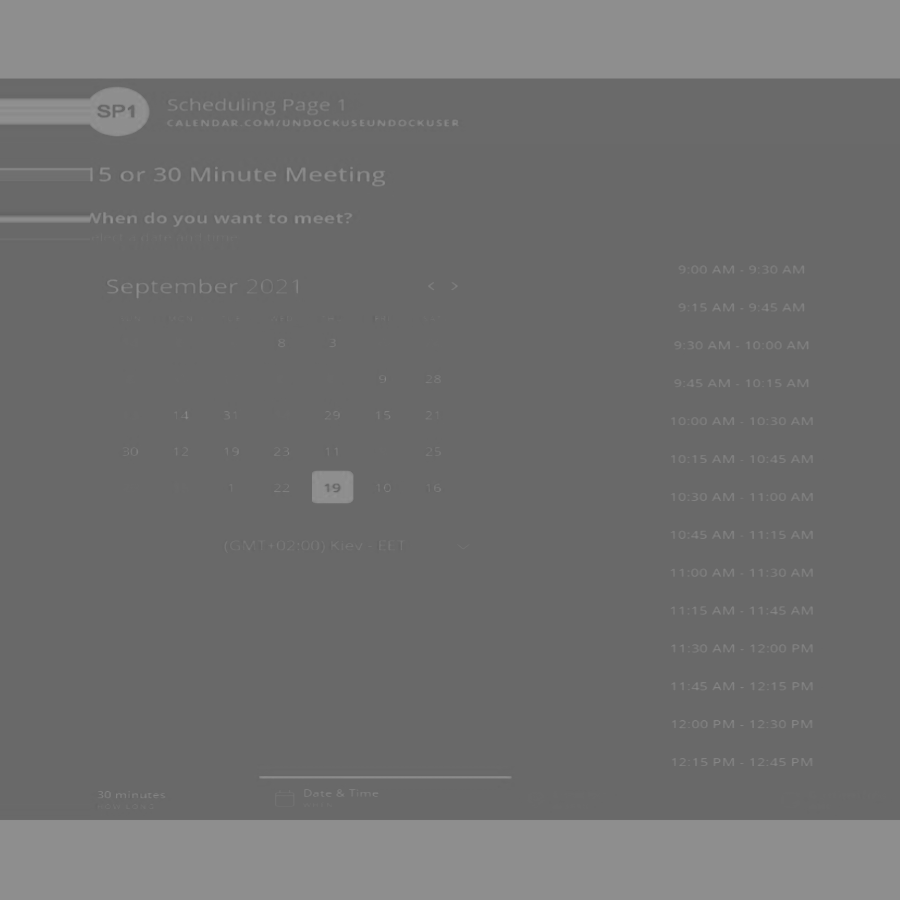 SP1
Scheduling Page 1
CALENDAR.COM/UNDOCKUSEUNDOCKUSER
15 or 30 Minute Meeting
When do you want to meet?
September 2021 < >
8 3
9 28
14 31 29 15 21
30 12 19 23 11 25
1 22 19 10 16
(GMT+02:00) Kiev - EET
9:00 AM - 9:30 AM
9:15 AM - 9:45 AM
9:30 AM - 10:00 AM
9:45 AM - 10:15 AM
10:00 AM - 10:30 AM
10:15 AM - 10:45 AM
10:30 AM - 11:00 AM
10:45 AM - 11:15 AM
11:00 AM - 11:30 AM
11:15 AM - 11:45 AM
11:30 AM - 12:00 PM
11:45 AM - 12:15 PM
12:00 PM - 12:30 PM
12:15 PM - 12:45 PM
30 minutes
Date & Time